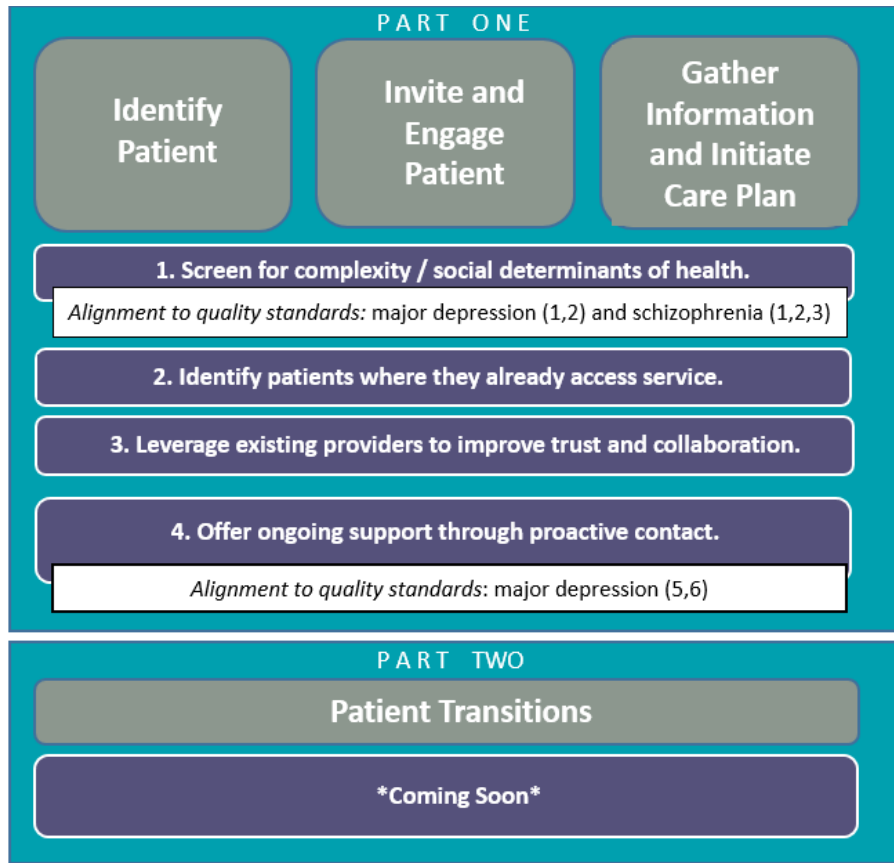 PART ONE
Identify
Patient
Invite and
Engage
Patient
Gather
Information
and Initiate
Care Plan
1. Screen for complexity / social determinants of health.
Alignment to quality standards: major depression (1,2) and schizophrenia (1,2,3)
2. Identify patients where they already access service.
3. Leverage existing providers to improve trust and collaboration.
4. Offer ongoing support through proactive contact.
Alignment to quality standards: major depression (5,6)
PART TWO
Patient Transitions
*Coming Soon*